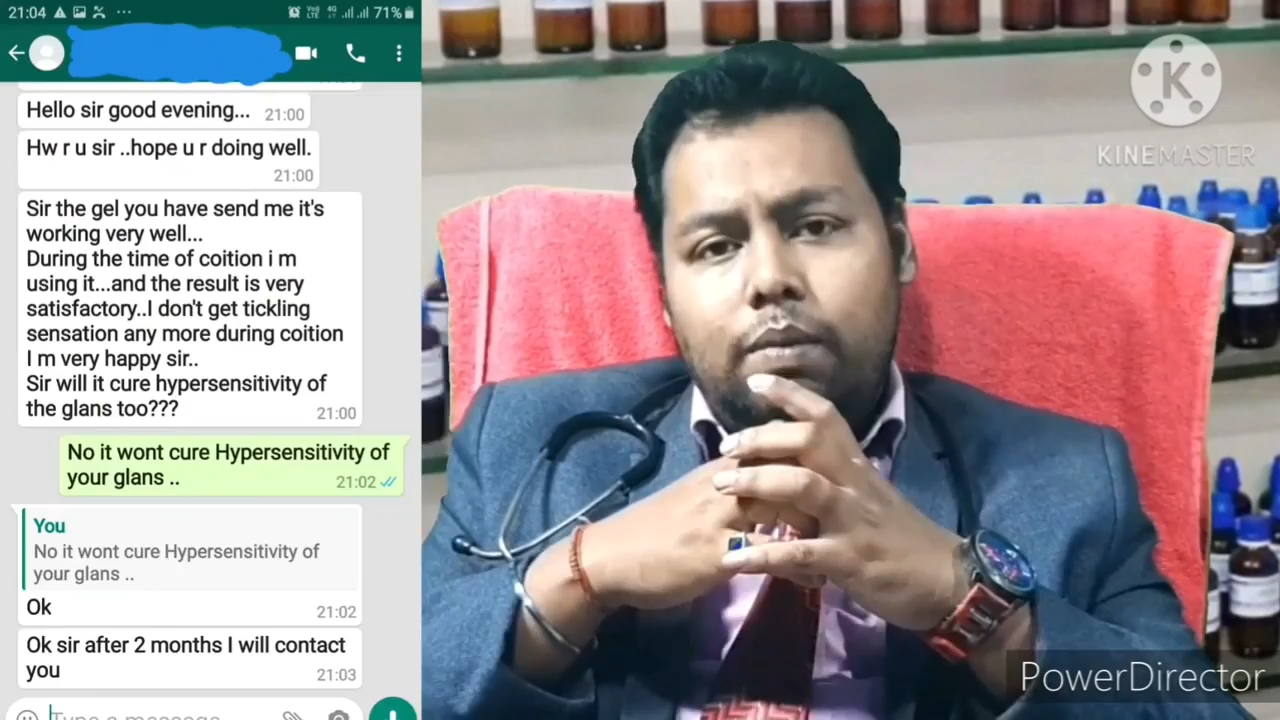 21:04 ... Vo) LTE 4G 71%
Hello sir good evening... 21:00
Hw r u sir ..hope u r doing well.
21:00
Sir the gel you have send me it's
working very well...
During the time of coition i m
using it...and the result is very
satisfactory..I don't get tickling
sensation any more during coition
I m very happy sir..
Sir will it cure hypersensitivity of
the glans too??? 21:00
No it wont cure Hypersensitivity of
your glans .. 21:02
You
No it wont cure Hypersensitivity of
your glans ..
Ok 21:02
Ok sir after 2 months I will contact
you 21:03
Type a message
K
KINEMASTER
PowerDirector